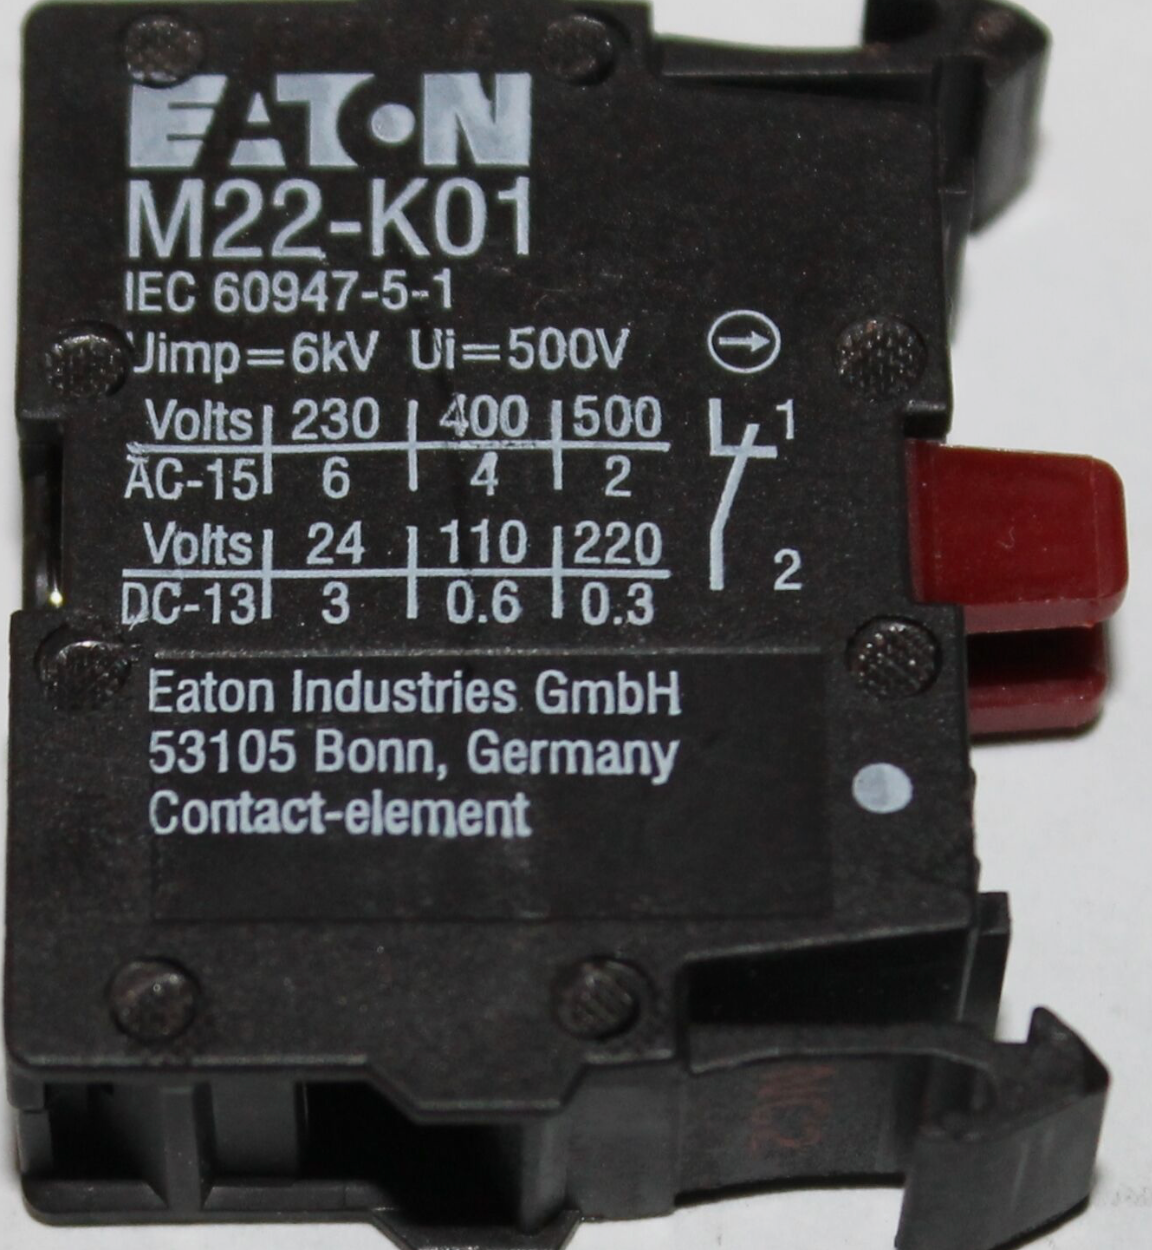 EATON
M22-K01
IEC 60947-5-1
Uimp=6kV Ui=500V
Volts 230 400 500
AC-15 6 4 2
Volts 24 110 220
DC-13 3 0.6 0.3
1
2
Eaton Industries GmbH
53105 Bonn, Germany
Contact-element
NC2